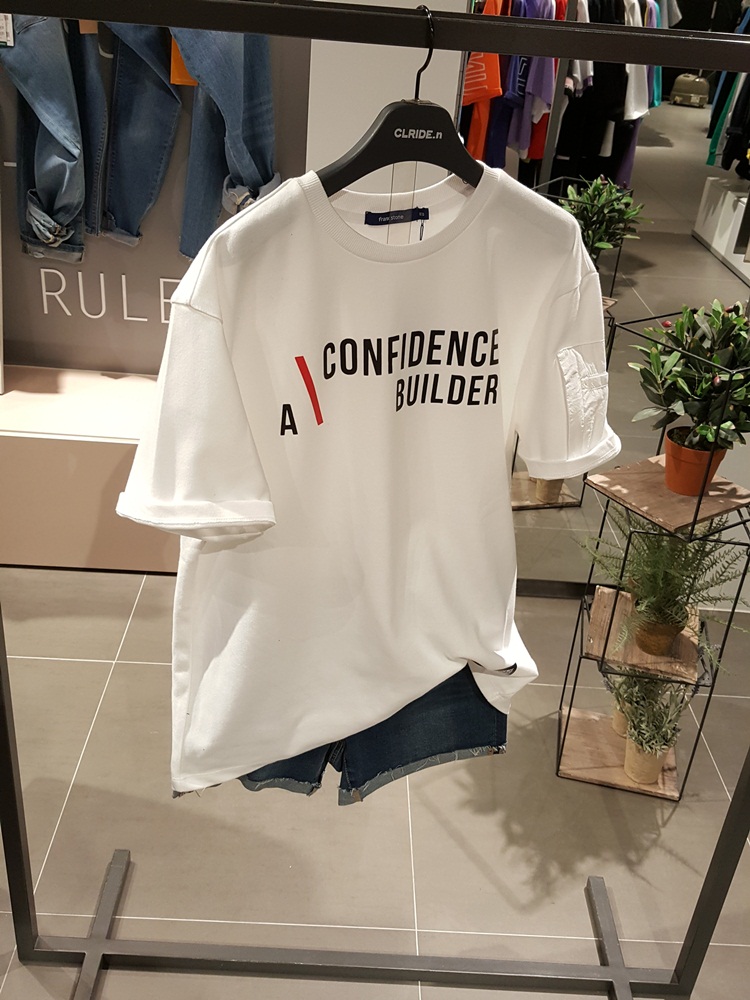 CLRIDE.n
RULE
A \ CONFIDENCE
BUILDER